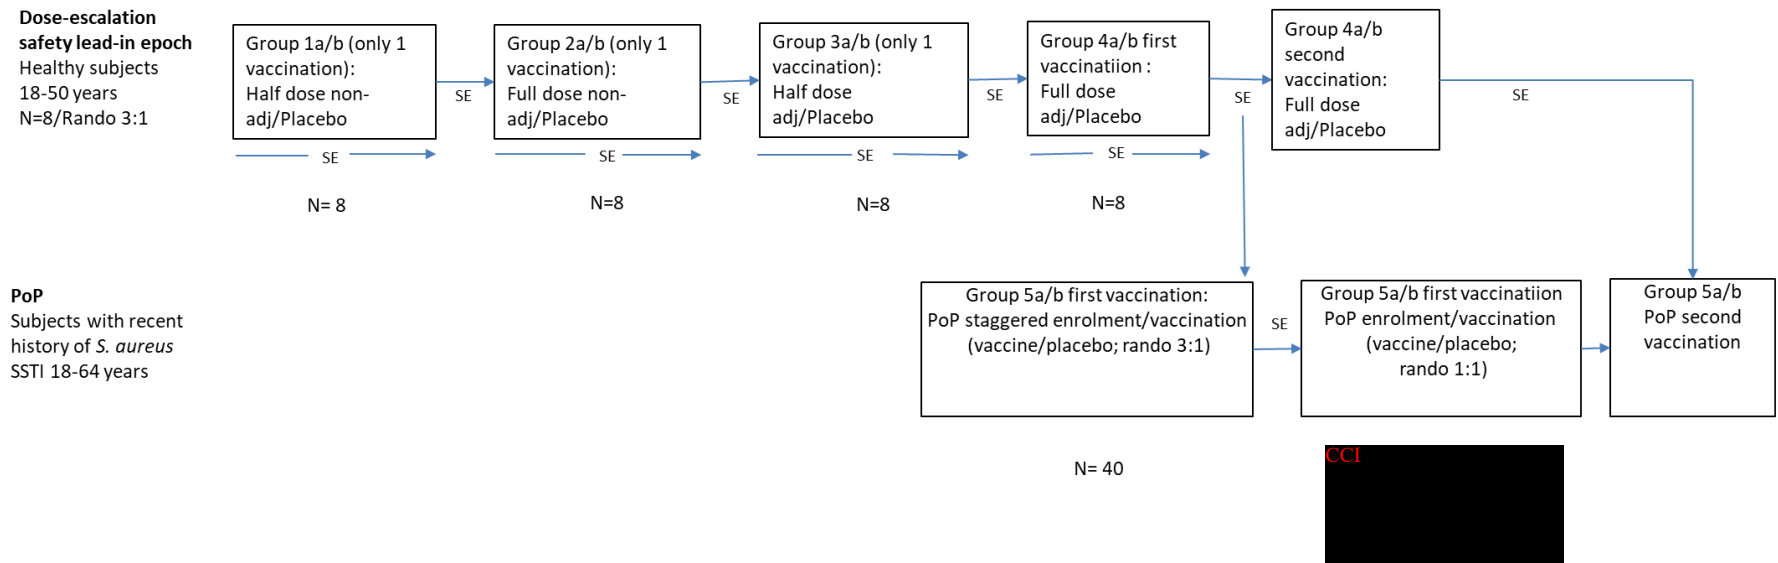 Dose-escalation
safety lead-in epoch
Healthy subjects
18-50 years
N=8/Rando 3:1
Group 1a/b (only 1
vaccination):
Half dose non-
adj/Placebo
SE
Group 2a/b (only 1
vaccination):
Full dose non-
adj/Placebo
SE
Group 3a/b (only 1
vaccination):
Half dose
adj/Placebo
SE
Group 4a/b first
vaccinatiion :
Full dose
adj/Placebo
SE
Group 4a/b
second
vaccination:
Full dose
adj/Placebo
SE
SE
SE
SE
SE
N= 8
N=8
N=8
N=8
PoP
Subjects with recent
history of S. aureus
SSTI 18-64 years
Group 5a/b first vaccination:
PoP staggered enrolment/vaccination
(vaccine/placebo; rando 3:1)
SE
Group 5a/b first vaccinatiion
PoP enrolment/vaccination
(vaccine/placebo;
rando 1:1)
Group 5a/b
PoP second
vaccination
N= 40
CCI